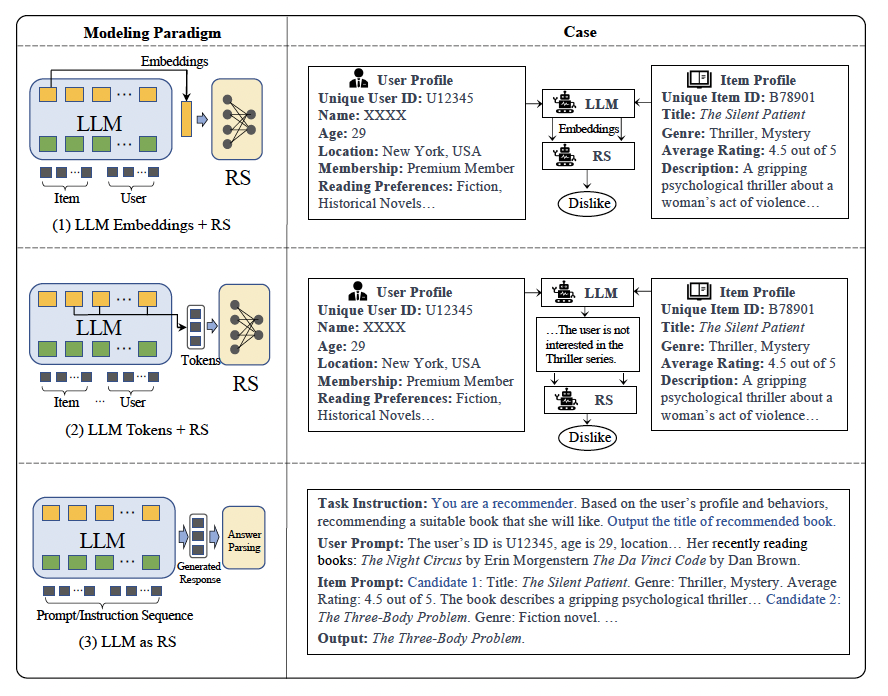 Modeling Paradigm
Case
Embeddings
LLM
RS
Item
User
(1) LLM Embeddings + RS
User Profile
Unique User ID: U12345
Name: XXXX
Age: 29
Location: New York, USA
Membership: Premium Member
Reading Preferences: Fiction,
Historical Novels…
LLM
Embeddings
RS
Dislike
Item Profile
Unique Item ID: B78901
Title: The Silent Patient
Genre: Thriller, Mystery
Average Rating: 4.5 out of 5
Description: A gripping
psychological thriller about a
woman's act of violence…
LLM
Tokens
RS
Item
…
User
(2) LLM Tokens + RS
User Profile
Unique User ID: U12345
Name: XXXX
Age: 29
Location: New York, USA
Membership: Premium Member
Reading Preferences: Fiction,
Historical Novels…
LLM
…The user is not
interested in the
Thriller series.
RS
Dislike
Item Profile
Unique Item ID: B78901
Title: The Silent Patient
Genre: Thriller, Mystery
Average Rating: 4.5 out of 5
Description: A gripping
psychological thriller about a
woman's act of violence…
LLM
Generated
Response
Answer
Parsing
Prompt/Instruction Sequence
(3) LLM as RS
Task Instruction: You are a recommender. Based on the user's profile and behaviors,
recommending a suitable book that she will like. Output the title of recommended book.
User Prompt: The user's ID is U12345, age is 29, location… Her recently reading
books: The Night Circus by Erin Morgenstern The Da Vinci Code by Dan Brown.
Item Prompt: Candidate 1: Title: The Silent Patient. Genre: Thriller, Mystery. Average
Rating: 4.5 out of 5. The book describes a gripping psychological thriller… Candidate 2:
The Three-Body Problem. Genre: Fiction novel. …
Output: The Three-Body Problem.